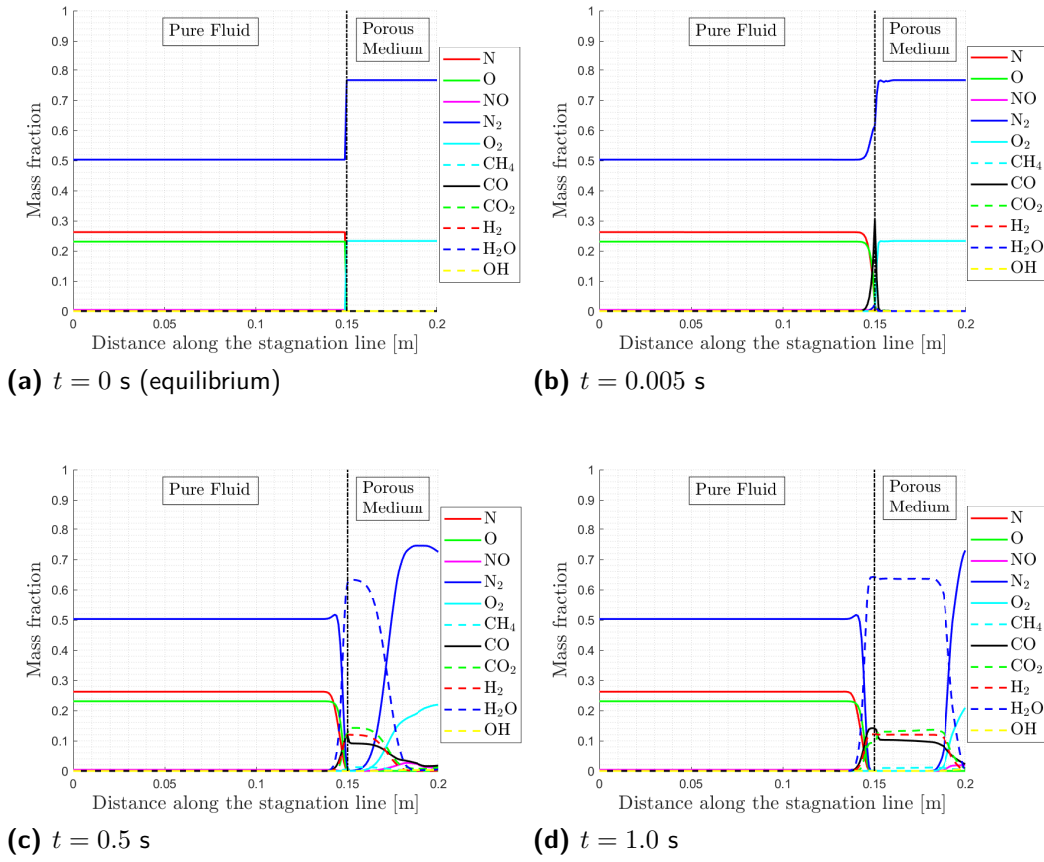 Pure Fluid
Porous
Medium
N
O
NO
N₂
O₂
CH₄
CO
CO₂
H₂
H₂O
OH
Mass fraction
1
0.9
0.8
0.7
0.6
0.5
0.4
0.3
0.2
0.1
0
0 0.05 0.1 0.15 0.2
Distance along the stagnation line [m]
(a) t = 0 s (equilibrium)
Pure Fluid
Porous
Medium
N
O
NO
N₂
O₂
CH₄
CO
CO₂
H₂
H₂O
OH
Mass fraction
1
0.9
0.8
0.7
0.6
0.5
0.4
0.3
0.2
0.1
0
0 0.05 0.1 0.15 0.2
Distance along the stagnation line [m]
(b) t = 0.005 s
Pure Fluid
Porous
Medium
N
O
NO
N₂
O₂
CH₄
CO
CO₂
H₂
H₂O
OH
Mass fraction
1
0.9
0.8
0.7
0.6
0.5
0.4
0.3
0.2
0.1
0
0 0.05 0.1 0.15 0.2
Distance along the stagnation line [m]
(c) t = 0.5 s
Pure Fluid
Porous
Medium
N
O
NO
N₂
O₂
CH₄
CO
CO₂
H₂
H₂O
OH
Mass fraction
1
0.9
0.8
0.7
0.6
0.5
0.4
0.3
0.2
0.1
0
0 0.05 0.1 0.15 0.2
Distance along the stagnation line [m]
(d) t = 1.0 s